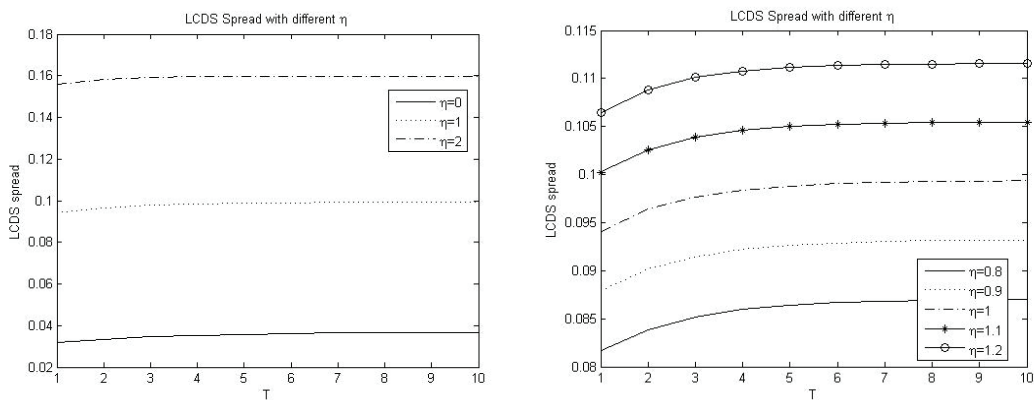 LCDS Spread with different η
0.18
0.16
0.14
0.12
0.1
0.08
0.06
0.04
0.02
LCDS spread
1 2 3 4 5 6 7 8 9 10
T
η=0
η=1
η=2
LCDS Spread with different η
0.115
0.11
0.105
0.1
0.095
0.09
0.085
0.08
LCDS spread
1 2 3 4 5 6 7 8 9 10
T
η=0.8
η=0.9
η=1
η=1.1
η=1.2